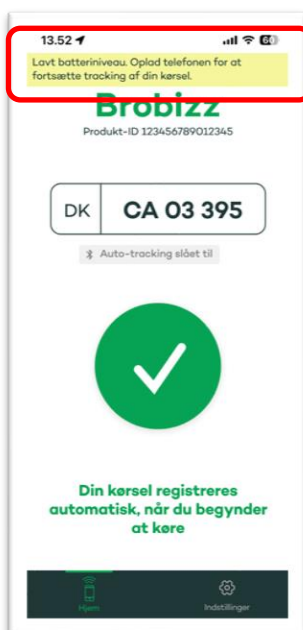 13.52
60
Lavt batteriniveau. Oplad telefonen for at
fortsætte tracking af din kørsel.
Brobizz
Produkt-ID 123456789012345
DK CA 03 395
Auto-tracking slået til
Din kørsel registreres
automatisk, når du begynder
at køre
Hjem
Indstillinger